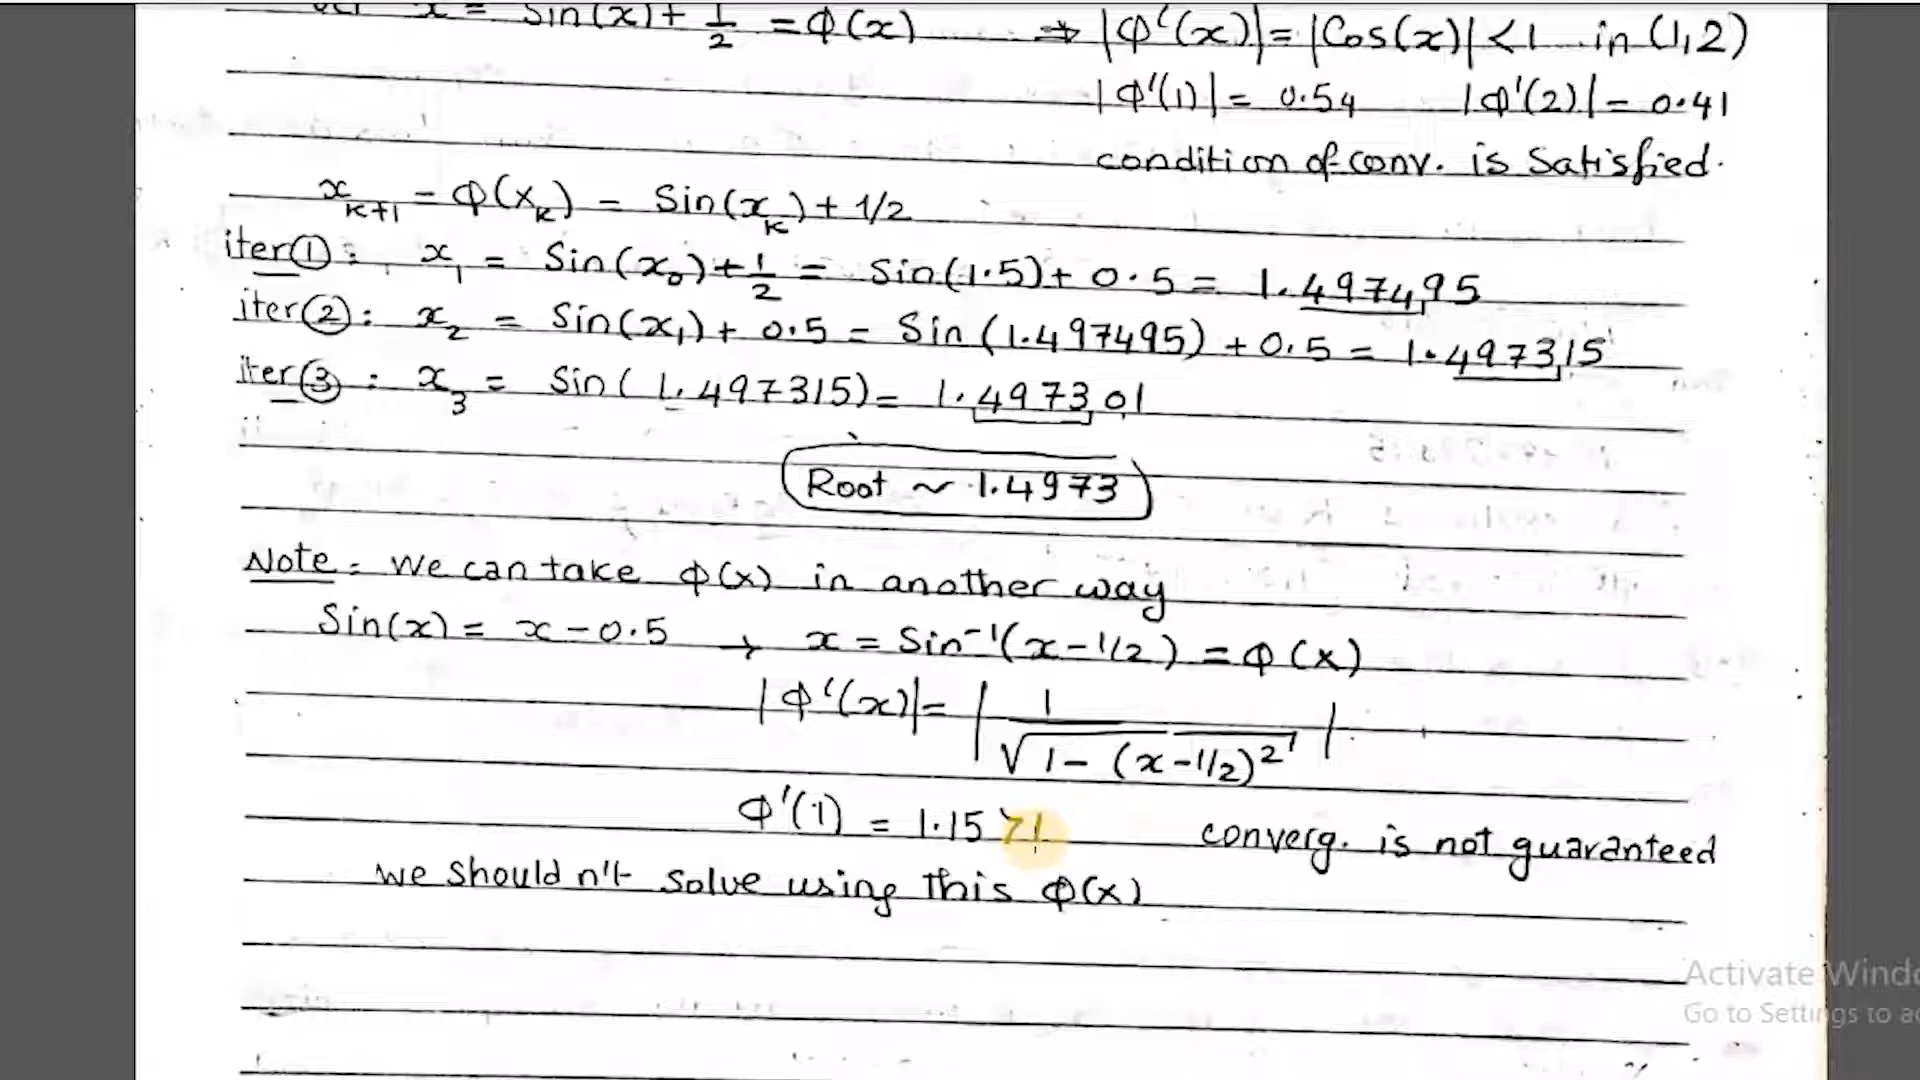 x = Sin(x) + 1/2 = Φ(x) ⇒ |Φ'(x)| = |Cos(x)| < 1 in (1,2)
|Φ'(1)| = 0.54 |Φ'(2)| = 0.41
condition of conv. is satisfied.
x_{k+1} = Φ(x_k) = Sin(x_k) + 1/2
iter①: x₁ = Sin(x₀) + 1/2 = Sin(1.5) + 0.5 = 1.497495
iter②: x₂ = Sin(x₁) + 0.5 = Sin(1.497495) + 0.5 = 1.497315
iter③: x₃ = Sin(1.497315) = 1.497301
Root ~ 1.4973
Note: we can take Φ(x) in another way
Sin(x) = x - 0.5 → x = Sin⁻¹(x - 1/2) = Φ(x)
|Φ'(x)| = |1/√(1 - (x - 1/2)²)|
Φ'(1) = 1.15 > 1 converg. is not guaranteed
we should n't solve using this Φ(x)
Activate Windo
Go to Settings to a